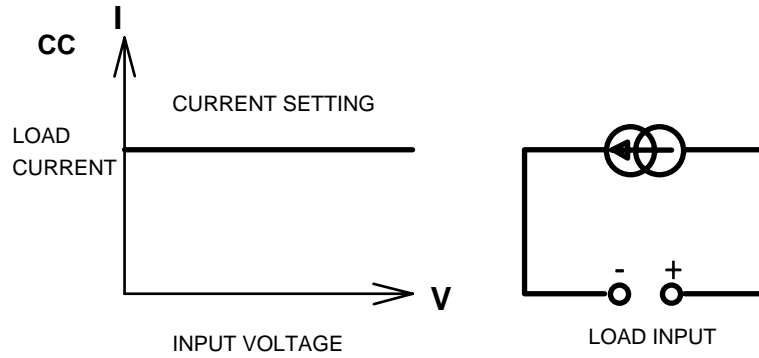 I
CC
CURRENT SETTING
LOAD
CURRENT
- +
V
INPUT VOLTAGE
LOAD INPUT